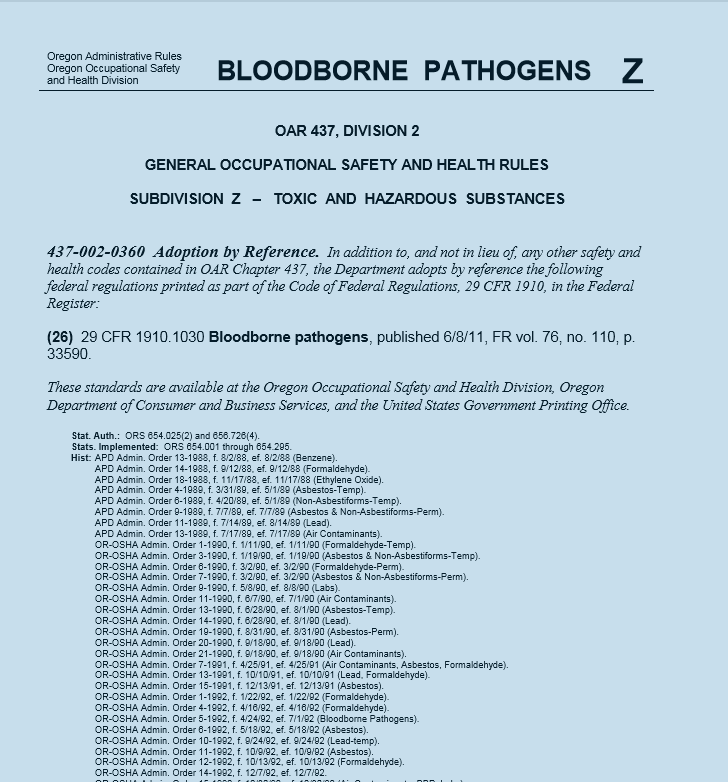 Oregon Administrative Rules
Oregon Occupational Safety
and Health Division
BLOODBORNE PATHOGENS Z
OAR 437, DIVISION 2
GENERAL OCCUPATIONAL SAFETY AND HEALTH RULES
SUBDIVISION Z – TOXIC AND HAZARDOUS SUBSTANCES
437-002-0360 Adoption by Reference. In addition to, and not in lieu of, any other safety and
health codes contained in OAR Chapter 437, the Department adopts by reference the following
federal regulations printed as part of the Code of Federal Regulations, 29 CFR 1910, in the Federal
Register:
(26) 29 CFR 1910.1030 Bloodborne pathogens, published 6/8/11, FR vol. 76, no. 110, p.
33590.
These standards are available at the Oregon Occupational Safety and Health Division, Oregon
Department of Consumer and Business Services, and the United States Government Printing Office.
Stat. Auth.: ORS 654.025(2) and 656.726(4).
Stats. Implemented: ORS 654.001 through 654.295.
Hist: APD Admin. Order 13-1988, f. 8/2/88, ef. 8/2/88 (Benzene).
APD Admin. Order 14-1988, f. 9/12/88, ef. 9/12/88 (Formaldehyde).
APD Admin. Order 18-1988, f. 11/17/88, ef. 11/17/88 (Ethylene Oxide).
APD Admin. Order 4-1989, f. 3/31/89, ef. 5/1/89 (Asbestos-Temp).
APD Admin. Order 6-1989, f. 4/20/89, ef. 5/1/89 (Non-Asbestiforms-Temp).
APD Admin. Order 9-1989, f. 7/7/89, ef. 7/7/89 (Asbestos & Non-Asbestiforms-Perm).
APD Admin. Order 11-1989, f. 7/14/89, ef. 8/14/89 (Lead).
APD Admin. Order 13-1989, f. 7/17/89, ef. 7/17/89 (Air Contaminants).
OR-OSHA Admin. Order 1-1990, f. 1/11/90, ef. 1/11/90 (Formaldehyde-Temp).
OR-OSHA Admin. Order 3-1990, f. 1/19/90, ef. 1/19/90 (Asbestos & Non-Asbestiforms-Temp).
OR-OSHA Admin. Order 6-1990, f. 3/2/90, ef. 3/2/90 (Formaldehyde-Perm).
OR-OSHA Admin. Order 7-1990, f. 3/2/90, ef. 3/2/90 (Asbestos & Non-Asbestiforms-Perm).
OR-OSHA Admin. Order 9-1990, f. 5/8/90, ef. 8/8/90 (Labs).
OR-OSHA Admin. Order 11-1990, f. 6/7/90, ef. 7/1/90 (Air Contaminants).
OR-OSHA Admin. Order 13-1990, f. 6/28/90, ef. 8/1/90 (Asbestos-Temp).
OR-OSHA Admin. Order 14-1990, f. 6/28/90, ef. 8/1/90 (Lead).
OR-OSHA Admin. Order 19-1990, f. 8/31/90, ef. 8/31/90 (Asbestos-Perm).
OR-OSHA Admin. Order 20-1990, f. 9/18/90, ef. 9/18/90 (Lead).
OR-OSHA Admin. Order 21-1990, f. 9/18/90, ef. 9/18/90 (Air Contaminants).
OR-OSHA Admin. Order 7-1991, f. 4/25/91, ef. 4/25/91 (Air Contaminants, Asbestos, Formaldehyde).
OR-OSHA Admin. Order 13-1991, f. 10/10/91, ef. 10/10/91 (Lead, Formaldehyde).
OR-OSHA Admin. Order 15-1991, f. 12/13/91, ef. 12/13/91 (Asbestos).
OR-OSHA Admin. Order 1-1992, f. 1/22/92, ef. 1/22/92 (Formaldehyde).
OR-OSHA Admin. Order 4-1992, f. 4/16/92, ef. 4/16/92 (Formaldehyde).
OR-OSHA Admin. Order 5-1992, f. 4/24/92, ef. 7/1/92 (Bloodborne Pathogens).
OR-OSHA Admin. Order 6-1992, f. 5/18/92, ef. 5/18/92 (Asbestos).
OR-OSHA Admin. Order 10-1992, f. 9/24/92, ef. 9/24/92 (Lead-temp).
OR-OSHA Admin. Order 11-1992, f. 10/9/92, ef. 10/9/92 (Asbestos).
OR-OSHA Admin. Order 12-1992, f. 10/13/92, ef. 10/13/92 (Formaldehyde).
OR-OSHA Admin. Order 14-1992, f. 12/7/92, ef. 12/7/92.